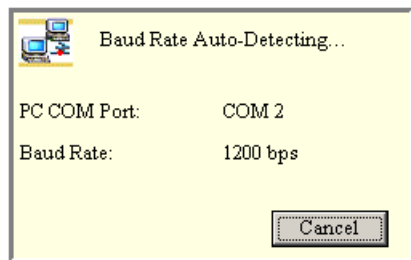 Baud Rate Auto-Detecting...
PC COM Port: COM 2
Baud Rate: 1200 bps
Cancel